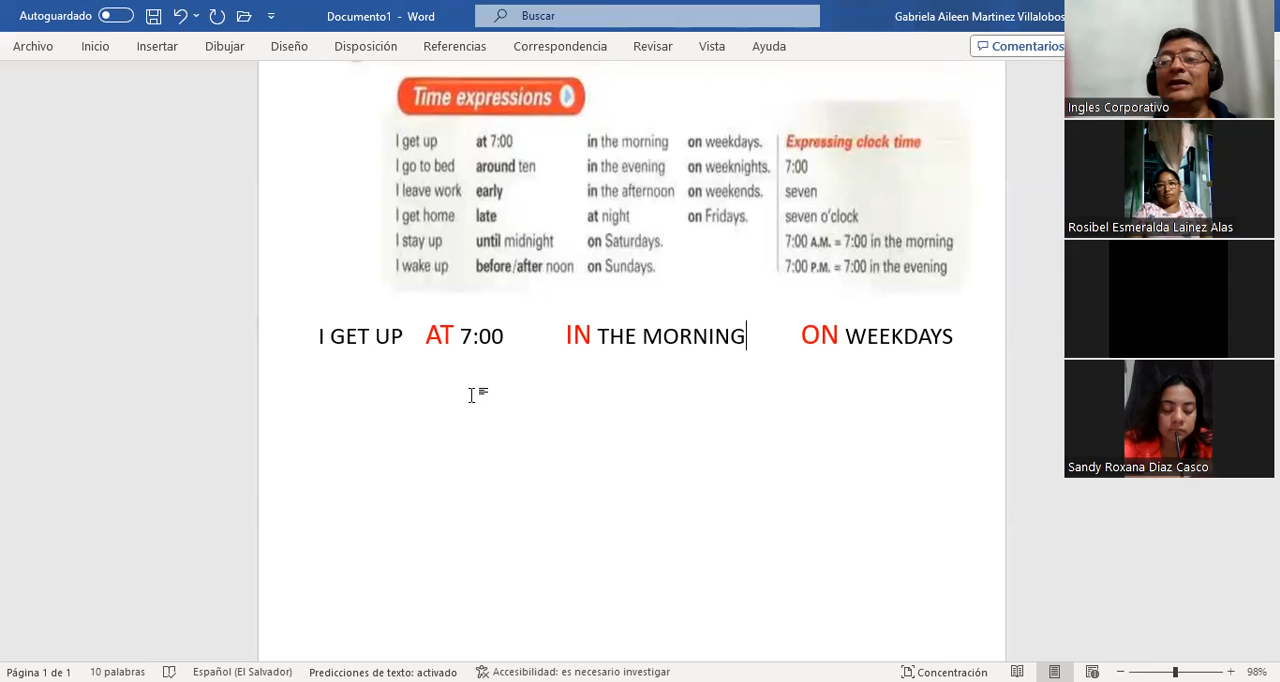 Autoguardado
Documento1 - Word
Buscar
Gabriela Aileen Martinez Villalobos
Archivo Inicio Insertar Dibujar Diseño Disposición Referencias Correspondencia Revisar Vista Ayuda
Comentarios
Time expressions
I get up at 7:00 in the morning on weekdays. Expressing clock time
I go to bed around ten in the evening on weeknights. 7:00
I leave work early in the afternoon on weekends. seven
I get home late at night on Fridays. seven o'clock
I stay up until midnight on Saturdays. 7:00 A.M. = 7:00 in the morning
I wake up before/after noon on Sundays. 7:00 P.M. = 7:00 in the evening
I GET UP AT 7:00 IN THE MORNING ON WEEKDAYS
Ingles Corporativo
Rosibel Esmeralda Lainez Alas
Sandy Roxana Diaz Casco
Página 1 de 1 10 palabras Español (El Salvador) Predicciones de texto: activado Accesibilidad: es necesario investigar Concentración 98%